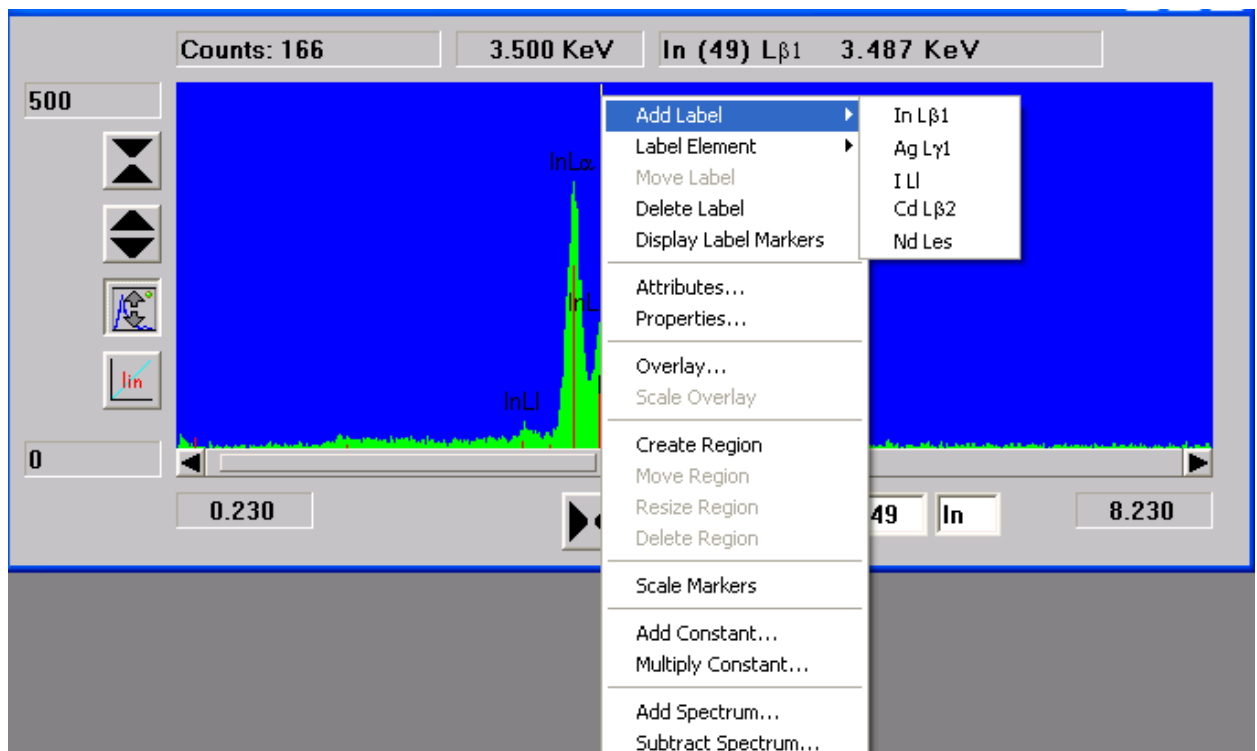 Counts: 166 3.500 KeV In (49) Lβ1 3.487 KeV
500
InLα
InL
InLl
lin
0
0.230
49 In 8.230
Add Label
Label Element
Move Label
Delete Label
Display Label Markers
Attributes...
Properties...
Overlay...
Scale Overlay
Create Region
Move Region
Resize Region
Delete Region
Scale Markers
Add Constant...
Multiply Constant...
Add Spectrum...
Subtract Spectrum...
In Lβ1
Ag Lγ1
I Ll
Cd Lβ2
Nd Les